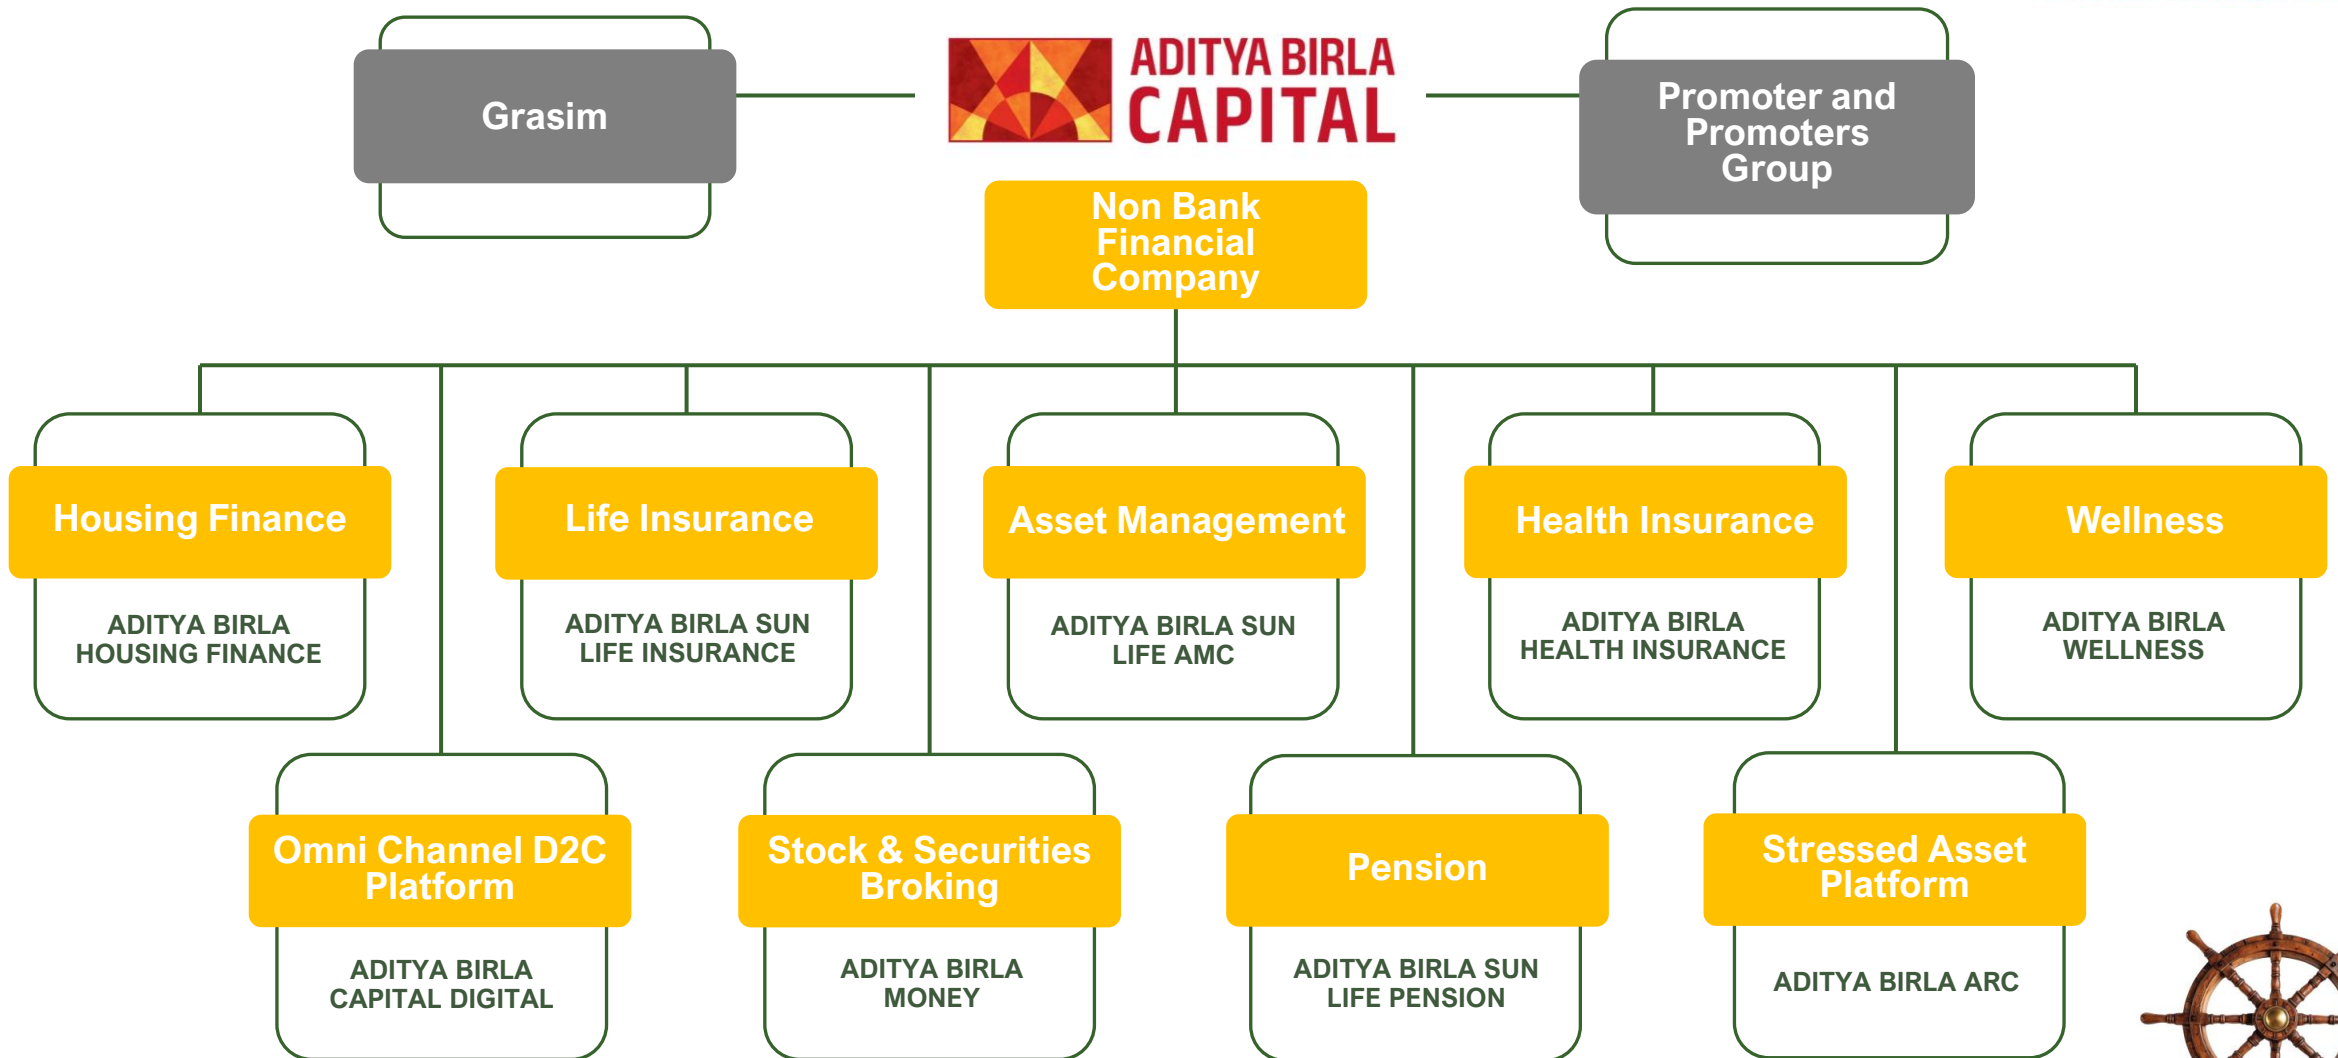 Grasim
ADITYA BIRLA
CAPITAL
Promoter and
Promoters
Group
Non Bank
Financial
Company
Housing Finance
ADITYA BIRLA
HOUSING FINANCE
Life Insurance
ADITYA BIRLA SUN
LIFE INSURANCE
Asset Management
ADITYA BIRLA SUN
LIFE AMC
Health Insurance
ADITYA BIRLA
HEALTH INSURANCE
Wellness
ADITYA BIRLA
WELLNESS
Omni Channel D2C
Platform
ADITYA BIRLA
CAPITAL DIGITAL
Stock & Securities
Broking
ADITYA BIRLA
MONEY
Pension
ADITYA BIRLA SUN
LIFE PENSION
Stressed Asset
Platform
ADITYA BIRLA ARC